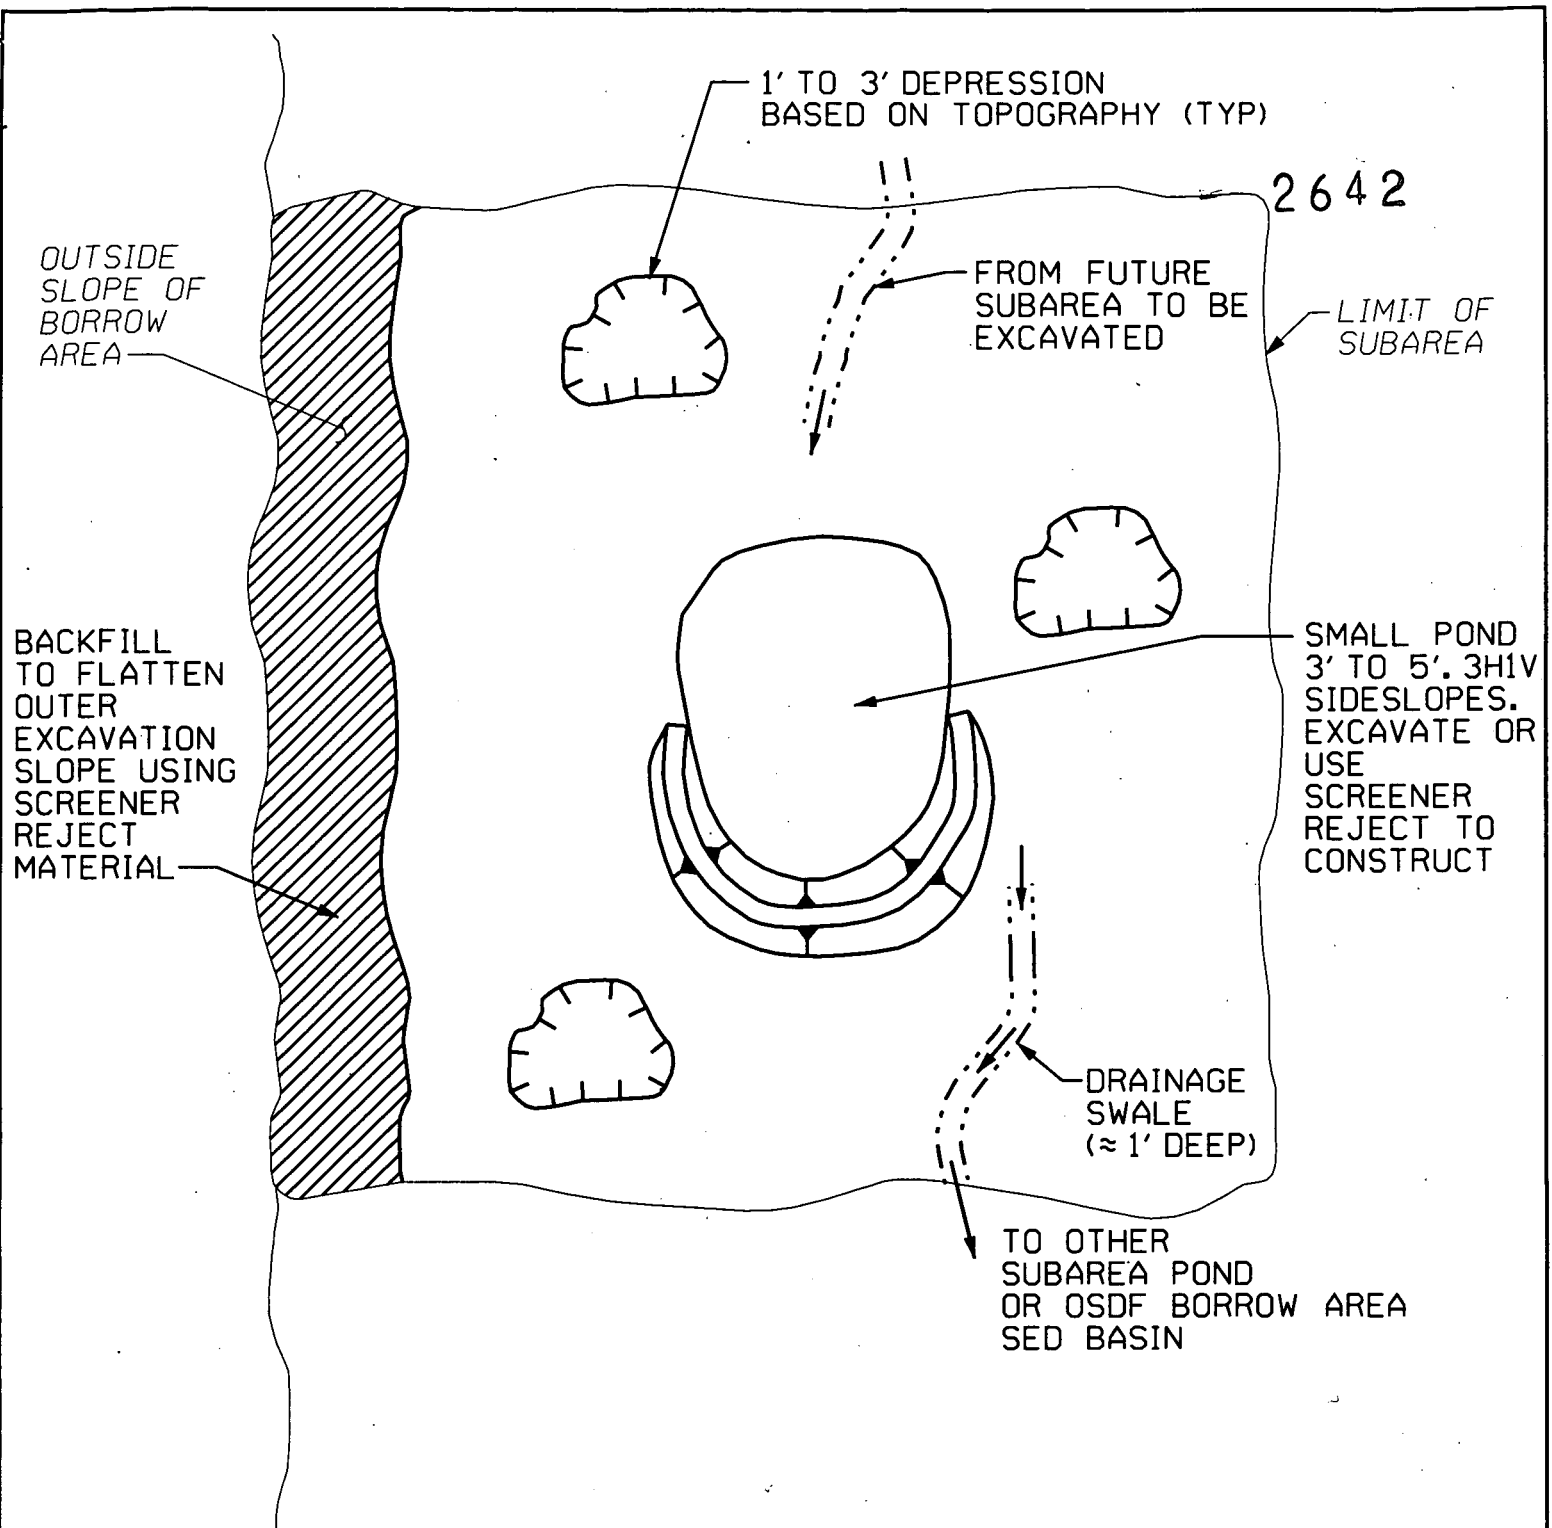 1' TO 3' DEPRESSION
BASED ON TOPOGRAPHY (TYP)
2642
OUTSIDE
SLOPE OF
BORROW
AREA
FROM FUTURE
SUBAREA TO BE
EXCAVATED
LIMIT OF
SUBAREA
BACKFILL
TO FLATTEN
OUTER
EXCAVATION
SLOPE USING
SCREENER
REJECT
MATERIAL
SMALL POND
3' TO 5'. 3H1V
SIDESLOPES.
EXCAVATE OR
USE
SCREENER
REJECT TO
CONSTRUCT
DRAINAGE
SWALE
(≈ 1' DEEP)
TO OTHER
SUBAREA POND
OR OSDF BORROW AREA
SED BASIN